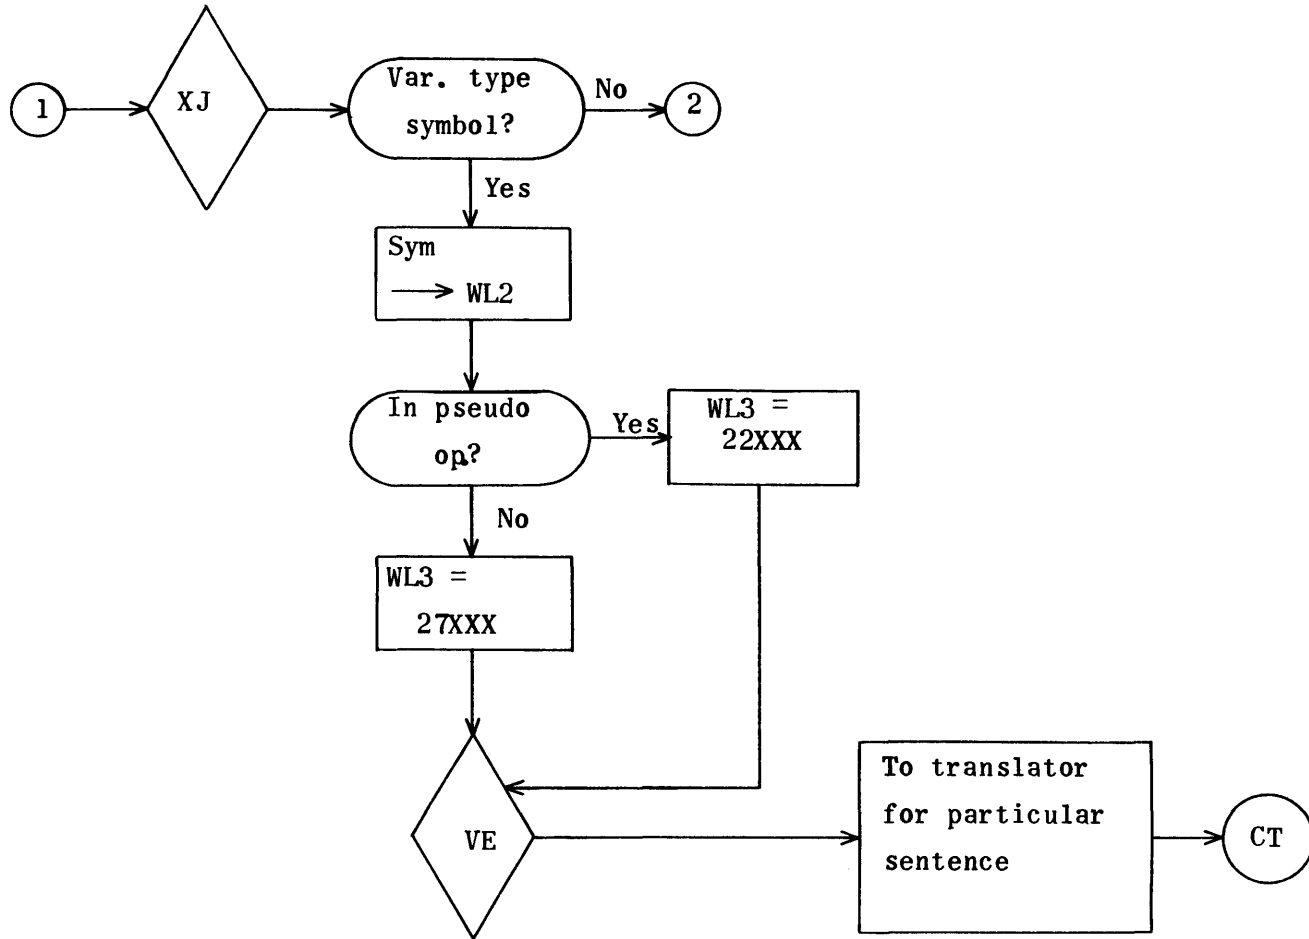 1
XJ
Var. type
symbol?
No
2
Yes
Sym
WL2
In pseudo
op.?
Yes
WL3 =
22XXX
No
WL3 =
27XXX
VE
To translator
for particular
sentence
CT